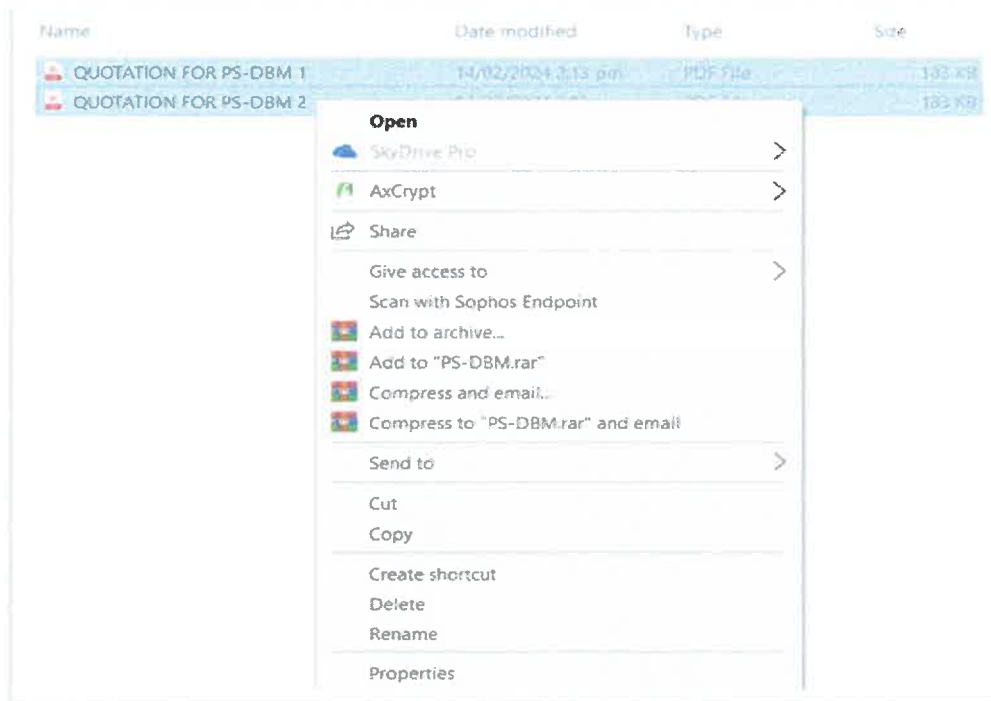 Name Date modified Type Size
QUOTATION FOR PS-DBM 1 14/02/2024 2:13 pm PDF File 183 KB
QUOTATION FOR PS-DBM 2 183 KB
Open
SkyDrive Pro
AxCrypt
Share
Give access to
Scan with Sophos Endpoint
Add to archive...
Add to "PS-DBM.rar"
Compress and email...
Compress to "PS-DBM.rar" and email
Send to
Cut
Copy
Create shortcut
Delete
Rename
Properties